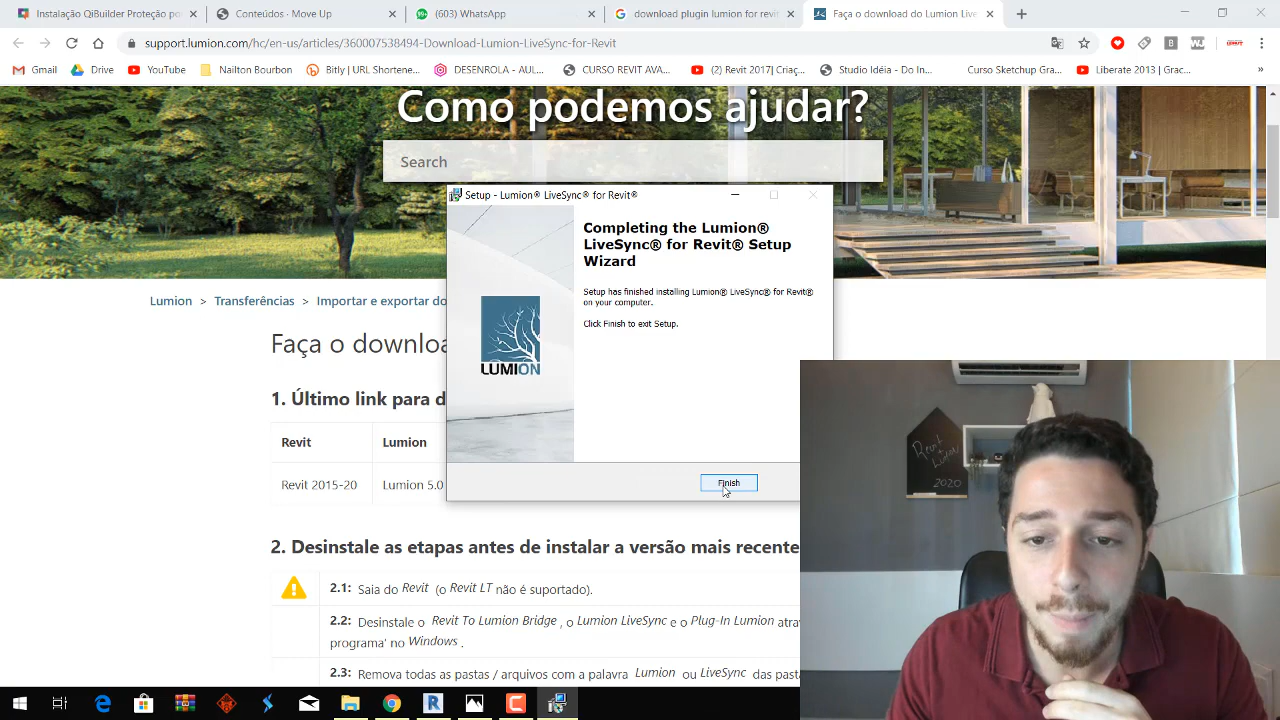 Instalação QiBuilder Proteção po
Conteúdos · Move Up
(603) WhatsApp
download plugin lumion for revit
Faça o download do Lumion Live
support.lumion.com/hc/en-us/articles/360007538494-Download-Lumion-LiveSync-for-Revit
Gmail
Drive
YouTube
Nailton Bourbon
Bitly | URL Shortene...
DESENROLA - AUL...
CURSO REVIT AVA...
(2) Revit 2017| Criaç...
Studio Idéia - Do In...
Curso Sketchup Gra...
Liberate 2013 | Grac...
»
Como podemos ajudar?
Search
Setup - Lumion® LiveSync® for Revit®
Completing the Lumion®
LiveSync® for Revit® Setup
Wizard
Setup has finished installing Lumion® LiveSync® for Revit®
on your computer.
Click Finish to exit Setup.
LUMION
Finish
Lumion > Transferências > Importar e exportar do
Faça o downloa
1. Último link para d
Revit Lumion
Revit 2015-20 Lumion 5.0
2. Desinstale as etapas antes de instalar a versão mais recente
2.1: Saia do Revit (o Revit LT não é suportado).
2.2: Desinstale o Revit To Lumion Bridge , o Lumion LiveSync e o Plug-In Lumion atra
programa' no Windows .
2.3: Remova todas as pastas / arquivos com a palavra Lumion ou LiveSync das pasta
Revit
+
Lumion
2020